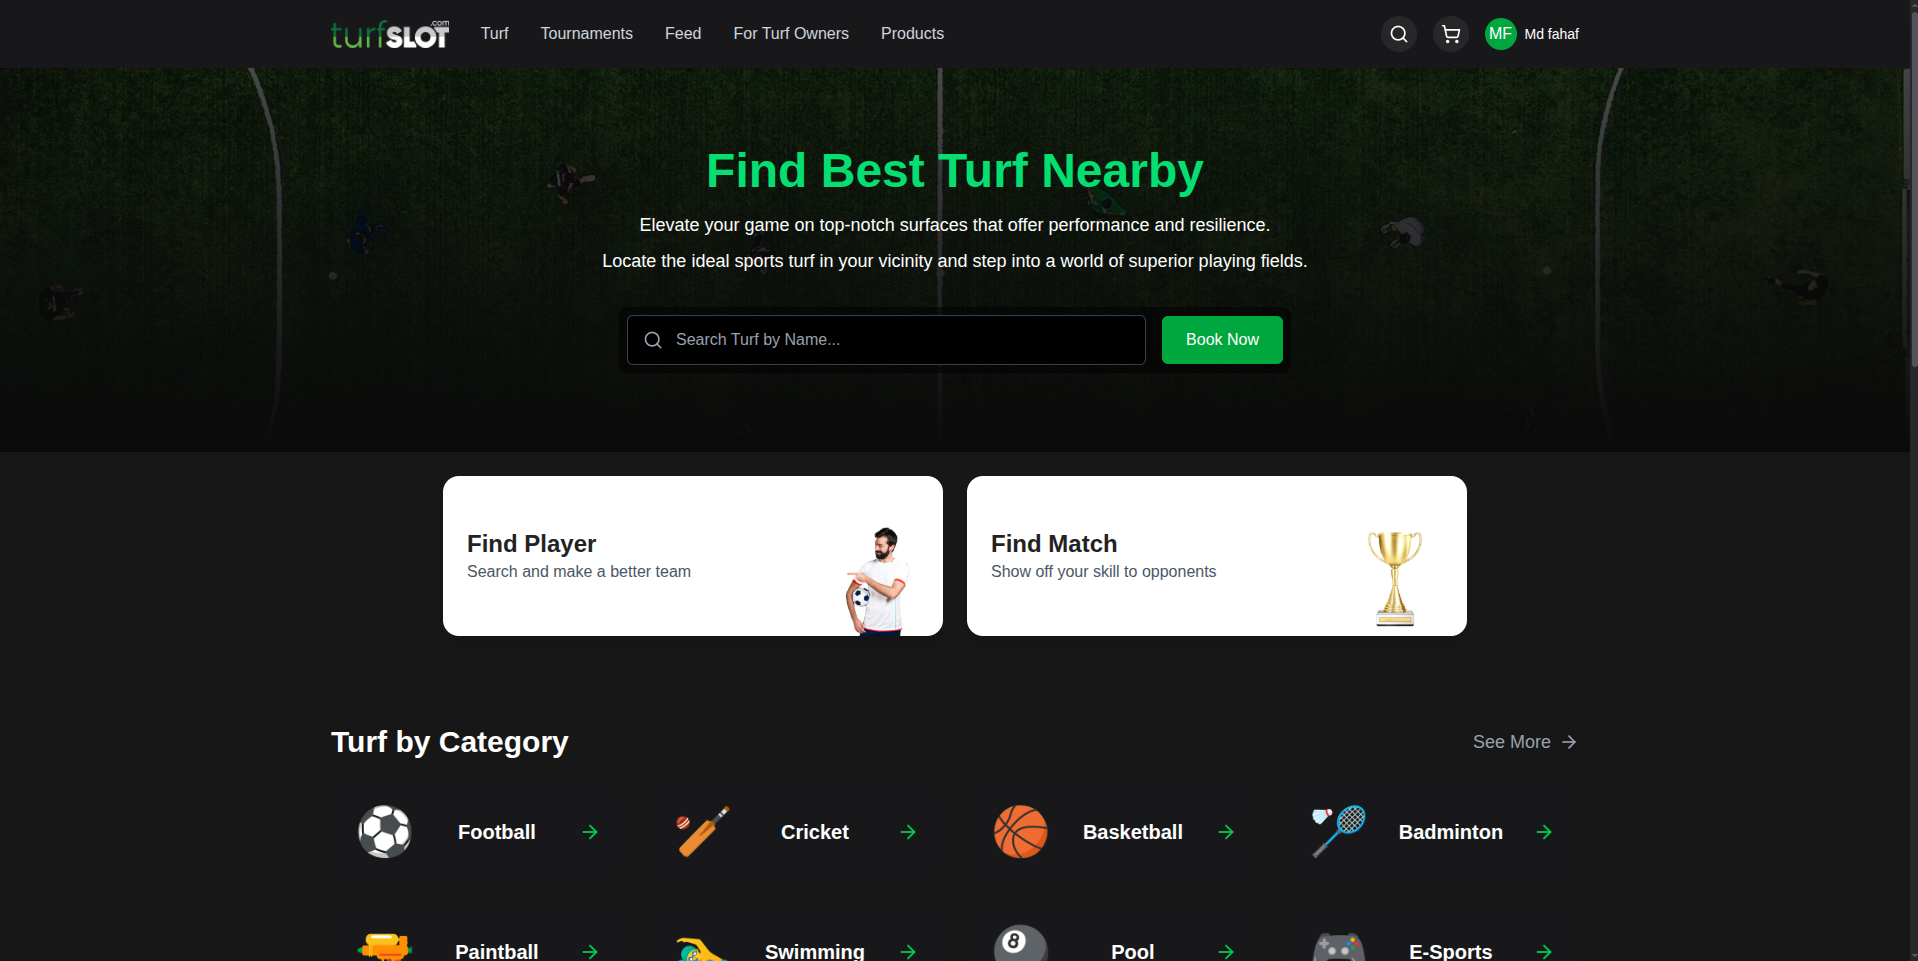 turfSLOT.com
Turf
Tournaments
Feed
For Turf Owners
Products
MF
Md fahaf
Find Best Turf Nearby
Elevate your game on top-notch surfaces that offer performance and resilience.
Locate the ideal sports turf in your vicinity and step into a world of superior playing fields.
Search Turf by Name...
Book Now
Find Player
Search and make a better team
Find Match
Show off your skill to opponents
Turf by Category
See More
Football
Cricket
Basketball
Badminton
Paintball
Swimming
8
Pool
E-Sports